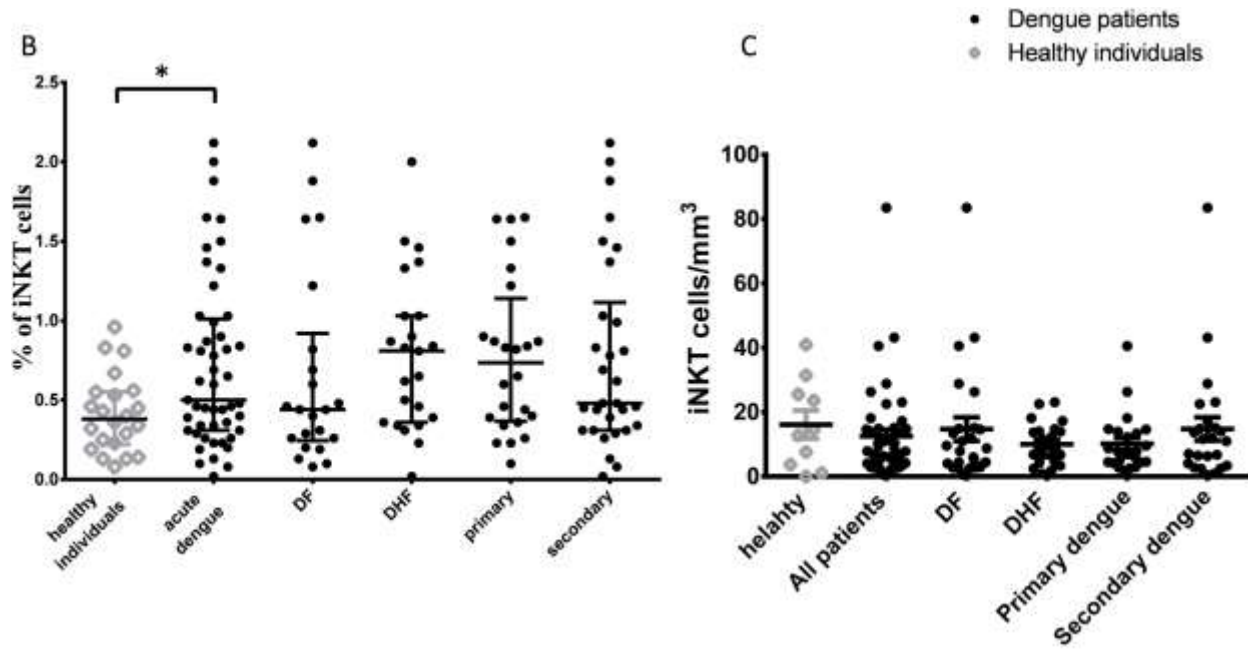 Dengue patients
Healthy individuals
B
C
*
% of iNKT cells
2.5
2.0
1.5
1.0
0.5
0.0
healthy
individuals
acute
dengue
DF
DHF
primary
secondary
iNKT cells/mm³
100
80
60
40
20
0
helahty
All patients
DF
DHF
Primary dengue
Secondary dengue